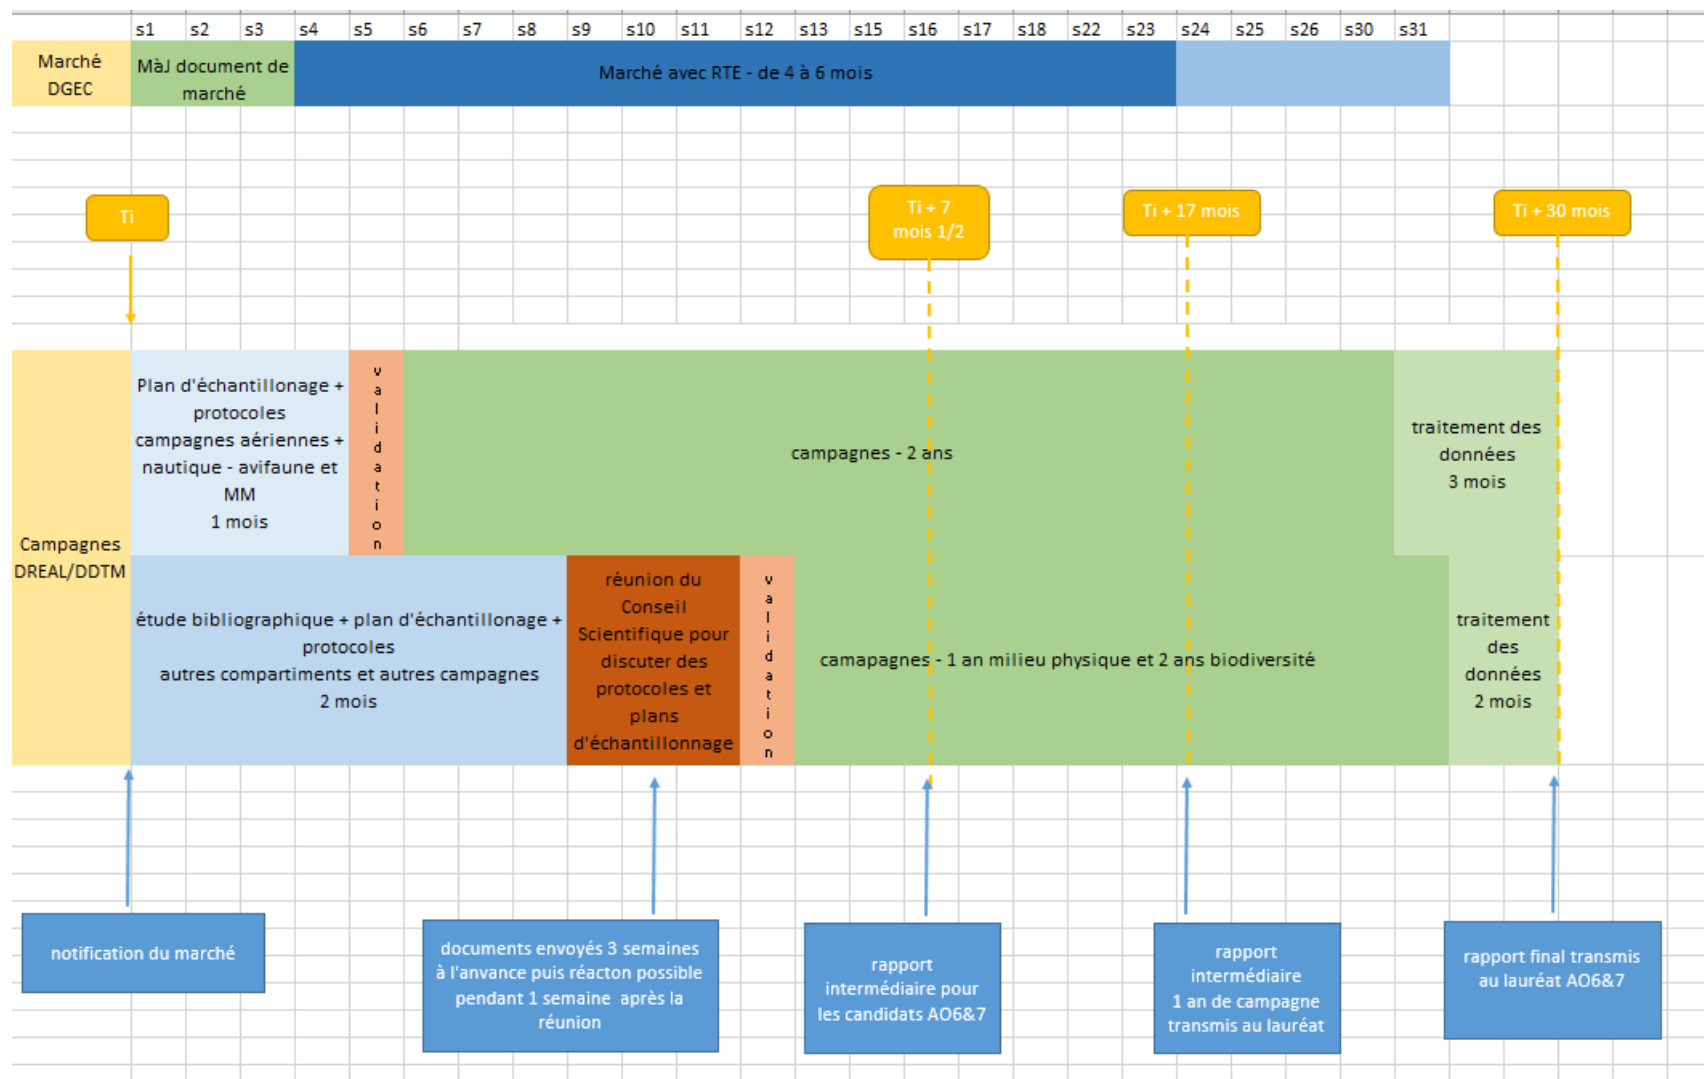 s1 s2 s3 s4 s5 s6 s7 s8 s9 s10 s11 s12 s13 s15 s16 s17 s18 s22 s23 s24 s25 s26 s30 s31
Marché
DGEC
MàJ document de
marché
Marché avec RTE - de 4 à 6 mois
Ti
Ti + 7
mois 1/2
Ti + 17 mois
Ti + 30 mois
Campagnes
DREAL/DDTM
Plan d'échantillonage +
protocoles
campagnes aériennes +
nautique - avifaune et
MM
1 mois
validation
campagnes - 2 ans
traitement des
données
3 mois
étude bibliographique + plan d'échantillonage +
protocoles
autres compartiments et autres campagnes
2 mois
réunion du
Conseil
Scientifique pour
discuter des
protocoles et
plans
d'échantillonnage
validation
camapagnes - 1 an milieu physique et 2 ans biodiversité
traitement
des
données
2 mois
notification du marché
documents envoyés 3 semaines
à l'anvance puis réacton possible
pendant 1 semaine après la
réunion
rapport
intermédiaire pour
les candidats AO6&7
rapport
intermédiaire
1 an de campagne
transmis au lauréat
rapport final transmis
au lauréat AO6&7